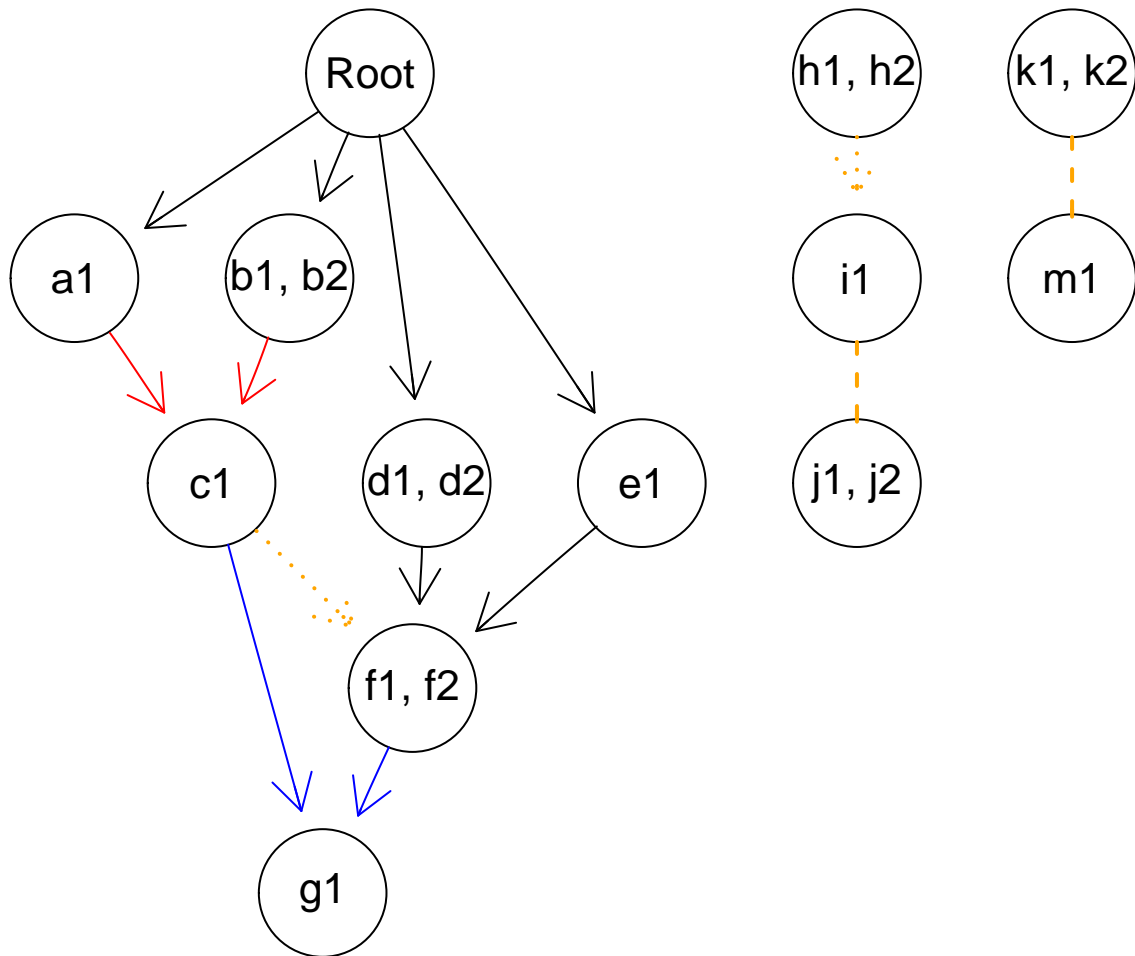 Root
h1, h2
k1, k2
a1
b1, b2
i1
m1
c1
d1, d2
e1
j1, j2
f1, f2
g1